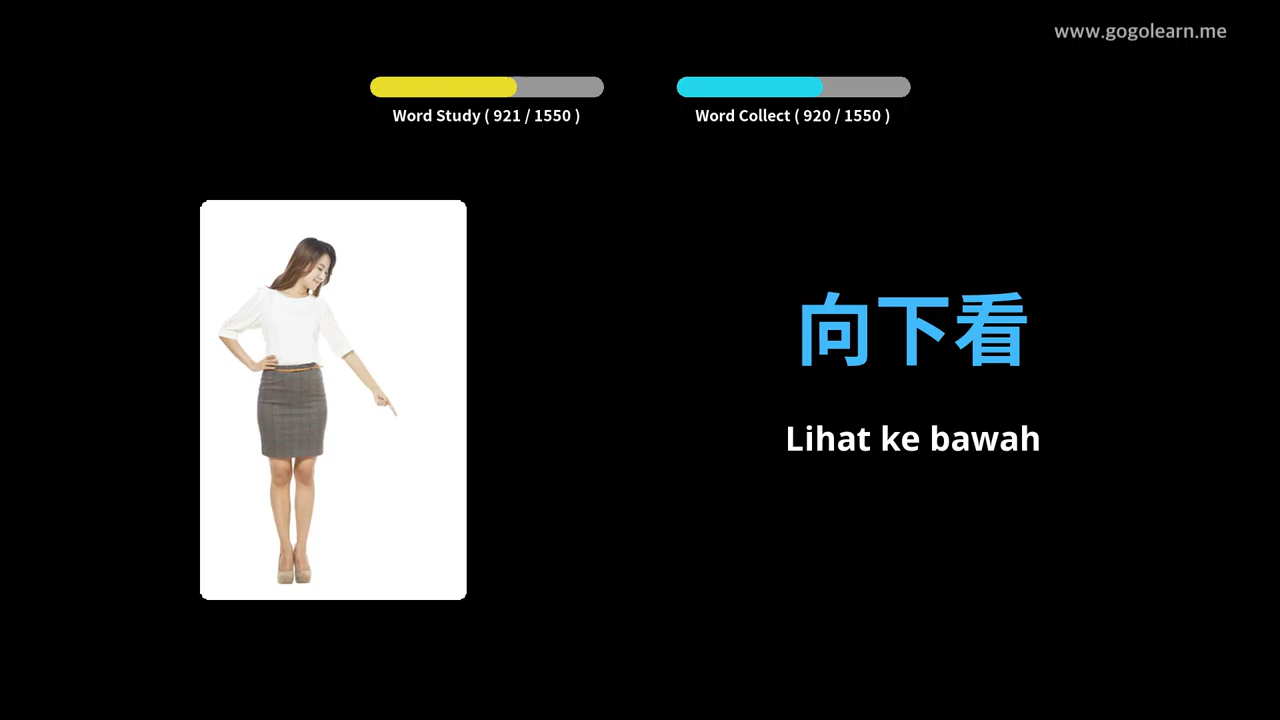 www.gogolearn.me
Word Study ( 921 / 1550 )
Word Collect ( 920 / 1550 )
向下看
Lihat ke bawah